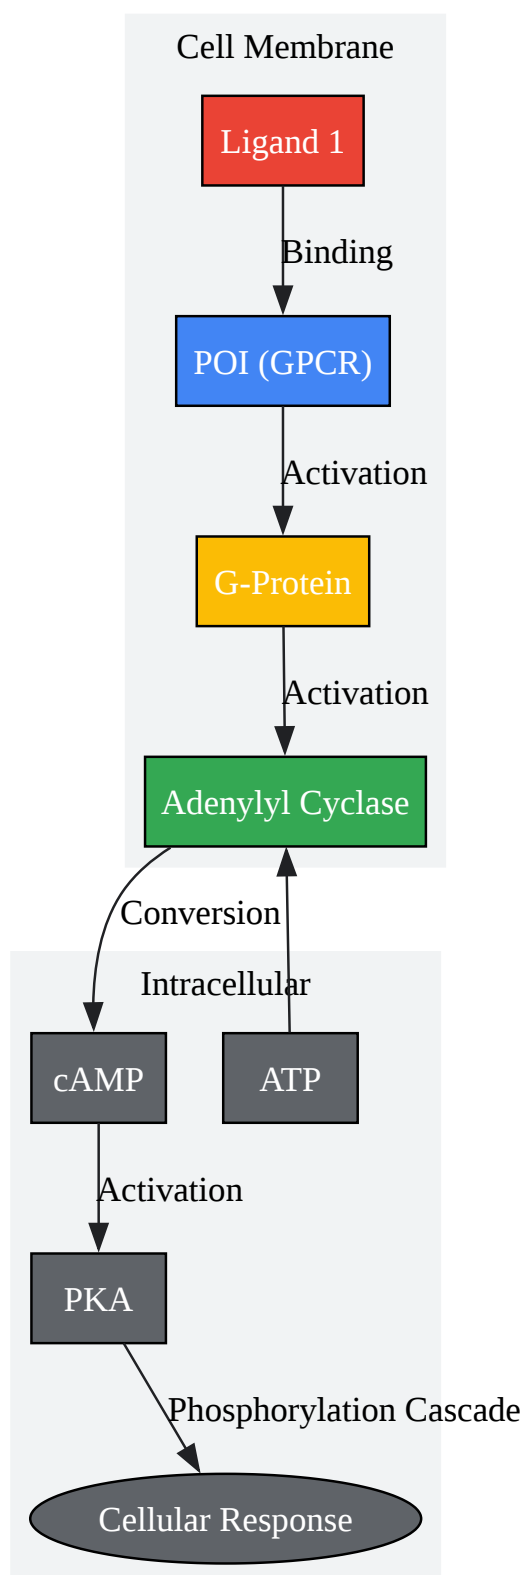 Cell Membrane
Ligand 1
Binding
POI (GPCR)
Activation
G-Protein
Activation
Adenylyl Cyclase
Conversion
Intracellular
cAMP
ATP
Activation
PKA
Phosphorylation Cascade
Cellular Response